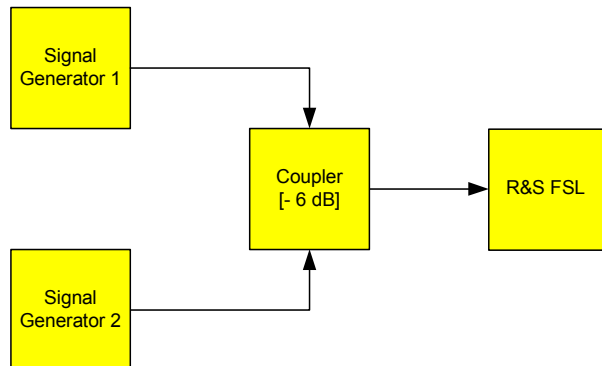 Signal
Generator 1
Coupler
[- 6 dB]
R&S FSL
Signal
Generator 2